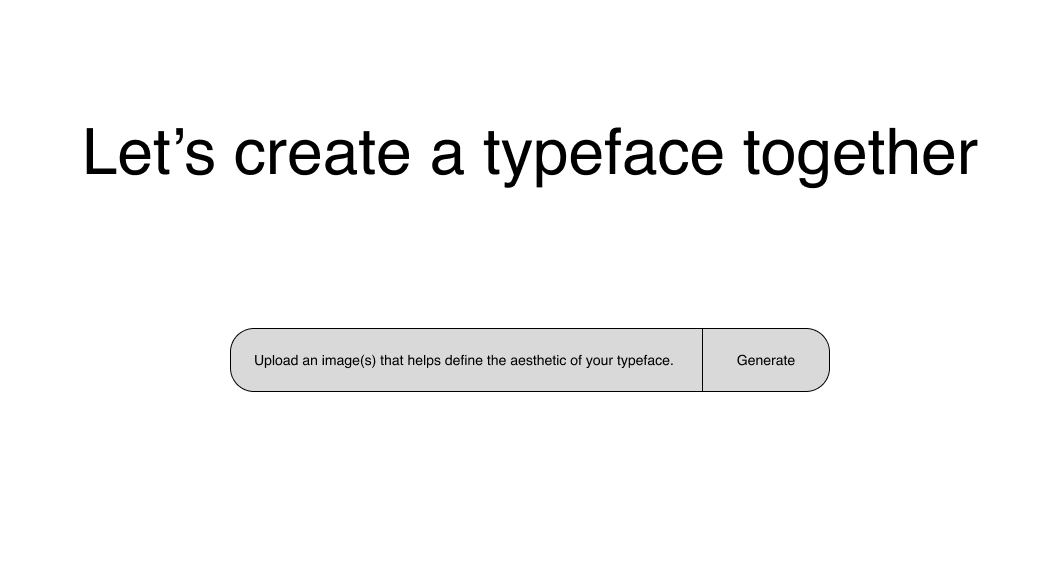 Let’s create a typeface together
Upload an image(s) that helps define the aesthetic of your typeface.
Generate